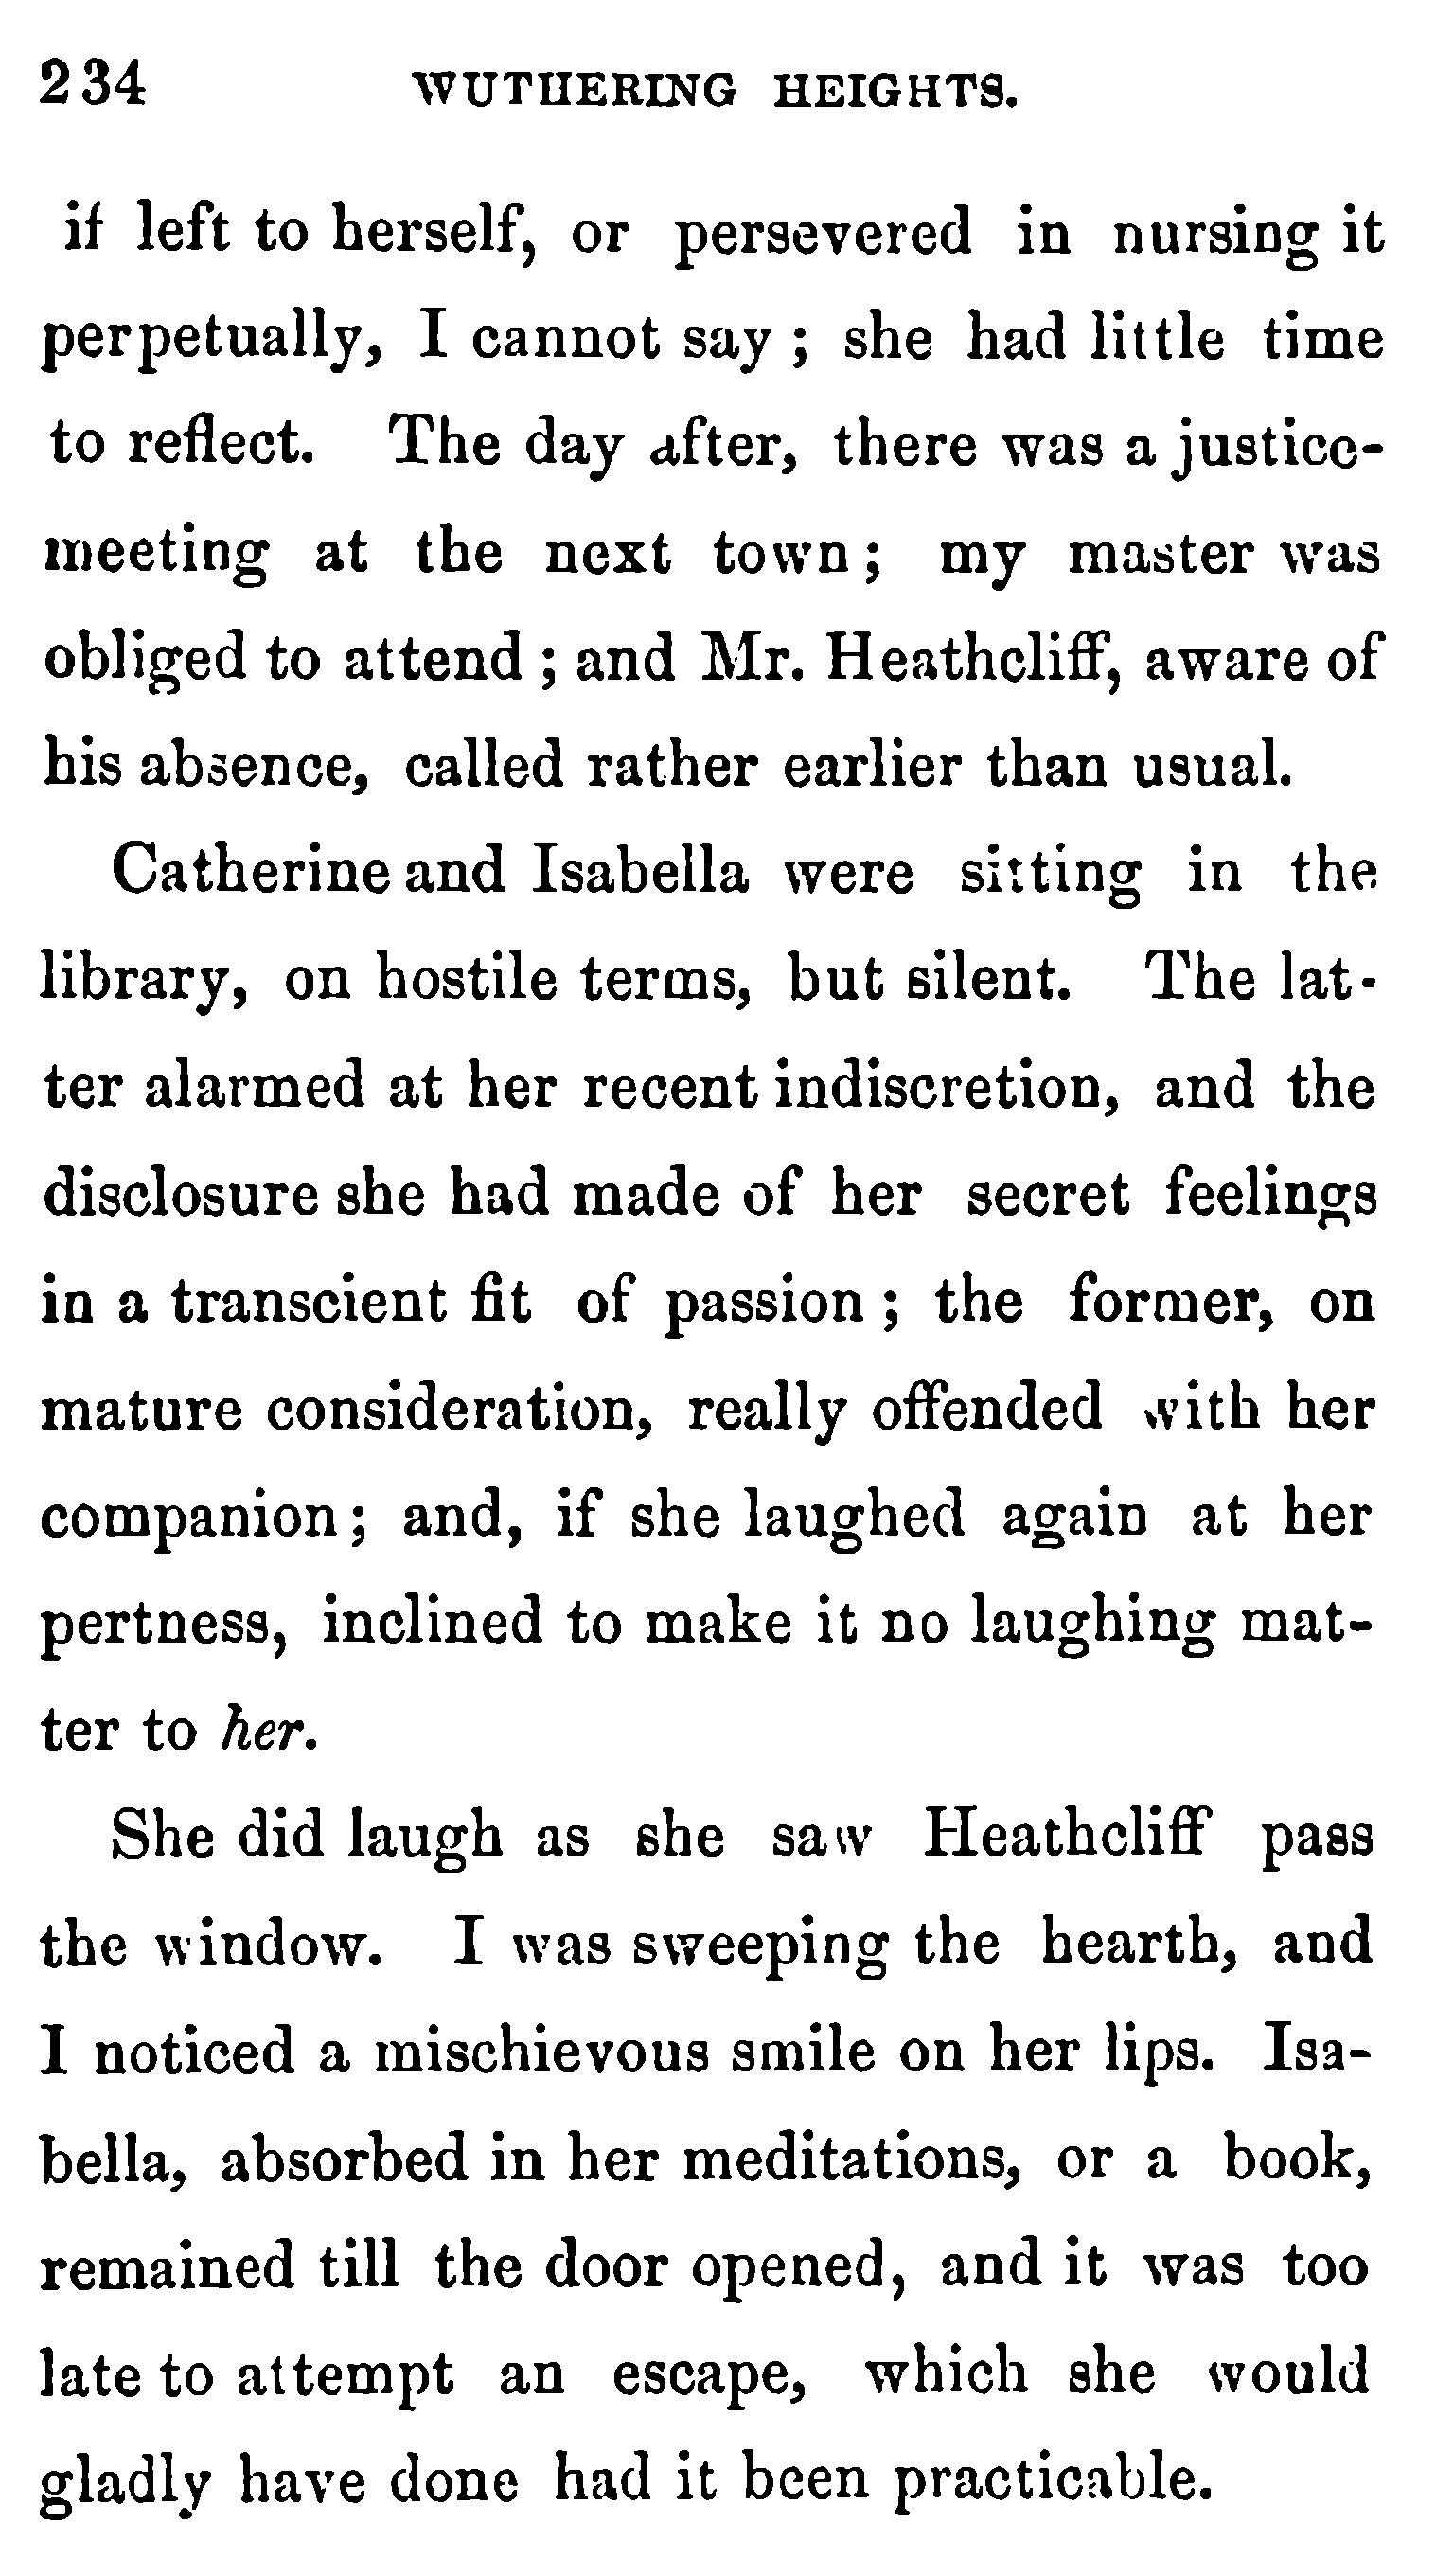 234 WUTHERING HEIGHTS.
if left to herself, or persevered in nursing it
perpetually, I cannot say ; she had little time
to reflect. The day after, there was a justice-
meeting at the next town ; my master was
obliged to attend ; and Mr. Heathcliff, aware of
his absence, called rather earlier than usual.
Catherine and Isabella were sitting in the
library, on hostile terms, but silent. The lat-
ter alarmed at her recent indiscretion, and the
disclosure she had made of her secret feelings
in a transcient fit of passion ; the former, on
mature consideration, really offended with her
companion ; and, if she laughed again at her
pertness, inclined to make it no laughing mat-
ter to her.
She did laugh as she saw Heathcliff pass
the window. I was sweeping the hearth, and
I noticed a mischievous smile on her lips. Isa-
bella, absorbed in her meditations, or a book,
remained till the door opened, and it was too
late to attempt an escape, which she would
gladly have done had it been practicable.